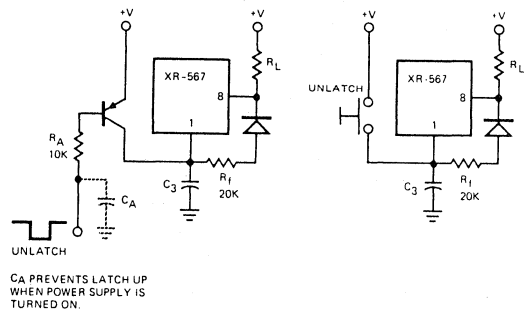 +V
+V
+V
+V
XR-567
8
1
RL
RA
10K
Rf
20K
C3
CA
UNLATCH
CA PREVENTS LATCH UP
WHEN POWER SUPPLY IS
TURNED ON.
UNLATCH
XR-567
8
1
RL
Rf
20K
C3